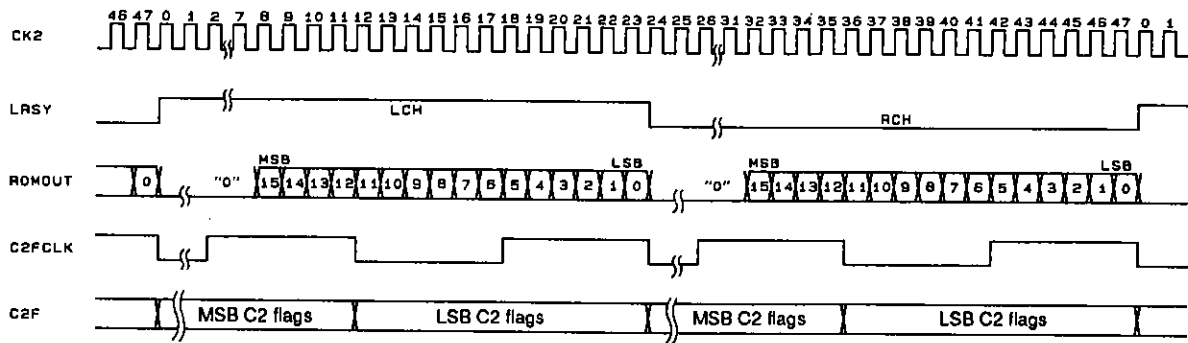 46 47 0 1 2 7 8 9 10 11 12 13 14 15 16 17 18 19 20 21 22 23 24 25 26 31 32 33 34 35 36 37 38 39 40 41 42 43 44 45 46 47 0 1
CK2
LRSY LCH RCH
MSB LSB MSB LSB
ROMOUT 0 "0" 15 14 13 12 11 10 9 8 7 6 5 4 3 2 1 0 "0" 15 14 13 12 11 10 9 8 7 6 5 4 3 2 1 0
C2FCLK
C2F MSB C2 flags LSB C2 flags MSB C2 flags LSB C2 flags